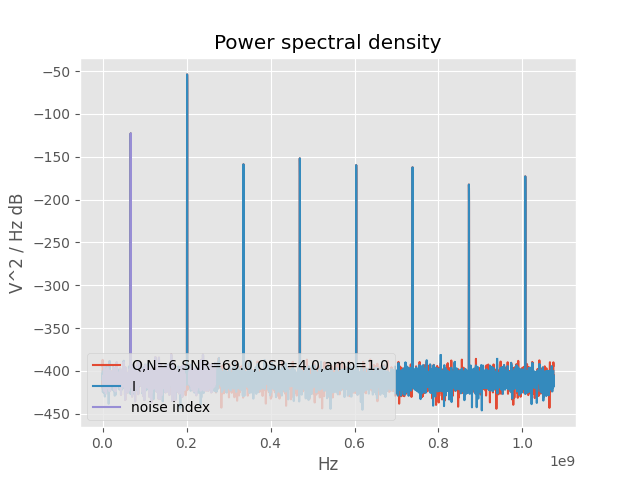 Power spectral density
−50
−100
−150
−200
−250
−300
−350
−400
−450
V^2 / Hz dB
Q,N=6,SNR=69.0,OSR=4.0,amp=1.0
I
noise index
0.0
0.2
0.4
0.6
0.8
1.0
1e9
Hz